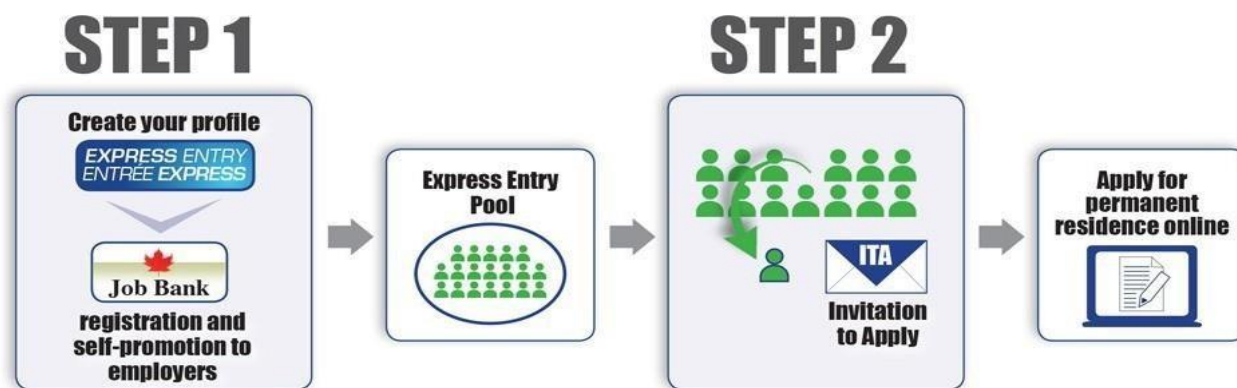 STEP 1
Create your profile
EXPRESS ENTRY
ENTRÉE EXPRESS
Job Bank
registration and
self-promotion to
employers
Express Entry
Pool
STEP 2
ITA
Invitation
to Apply
Apply for
permanent
residence online